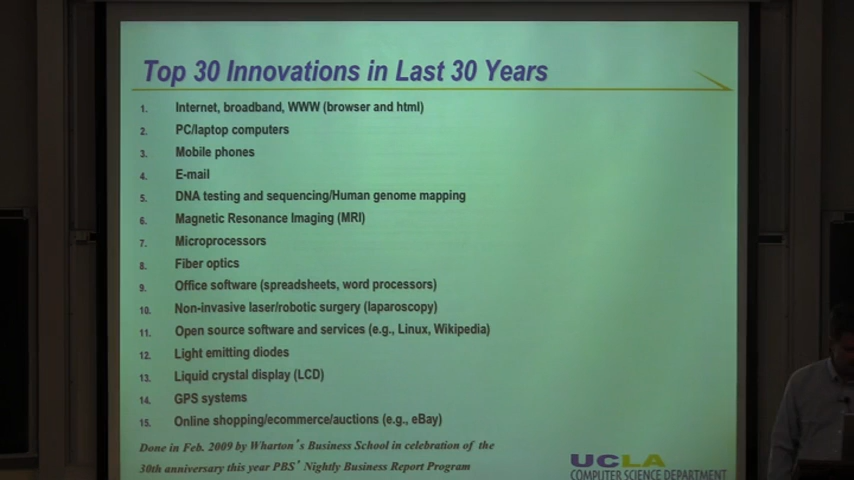 Top 30 Innovations in Last 30 Years
1. Internet, broadband, WWW (browser and html)
2. PC/laptop computers
3. Mobile phones
4. E-mail
5. DNA testing and sequencing/Human genome mapping
6. Magnetic Resonance Imaging (MRI)
7. Microprocessors
8. Fiber optics
9. Office software (spreadsheets, word processors)
10. Non-invasive laser/robotic surgery (laparoscopy)
11. Open source software and services (e.g., Linux, Wikipedia)
12. Light emitting diodes
13. Liquid crystal display (LCD)
14. GPS systems
15. Online shopping/ecommerce/auctions (e.g., eBay)
Done in Feb. 2009 by Wharton's Business School in celebration of the
30th anniversary this year PBS' Nightly Business Report Program
UCLA
COMPUTER SCIENCE DEPARTMENT